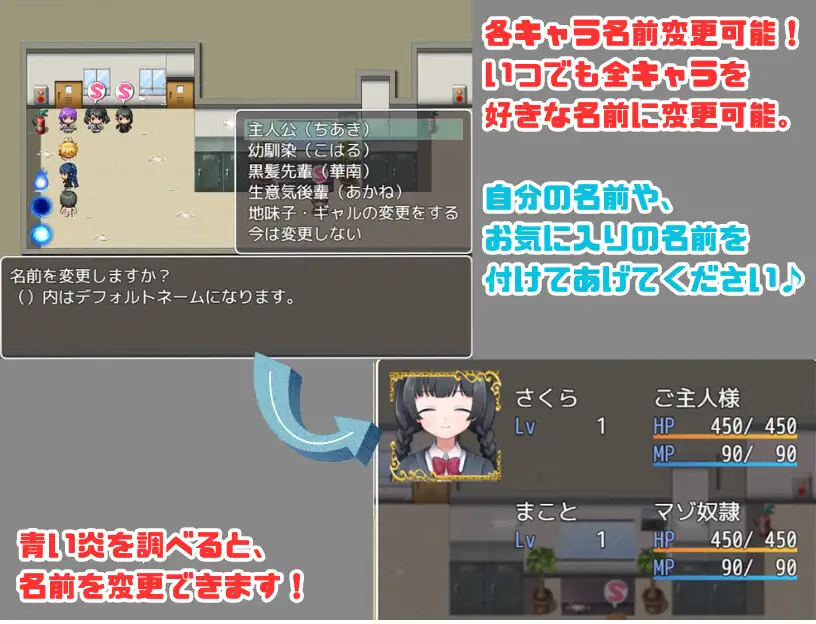 各キャラ名前変更可能！
いつでも全キャラを
好きな名前に変更可能。
自分の名前や、
お気に入りの名前を
付けてあげてください♪
S S
主人公（ちあき）
幼馴染（こはる）
黒髪先輩（華南）
生意気後輩（あかね）
地味子・ギャルの変更をする
今は変更しない
名前を変更しますか？
（）内はデフォルトネームになります。
さくら ご主人様
Lv 1 HP 450/ 450
MP 90/ 90
まこと マゾ奴隷
Lv 1 HP 450/ 450
MP 90/ 90
S
青い炎を調べると、
名前を変更できます！